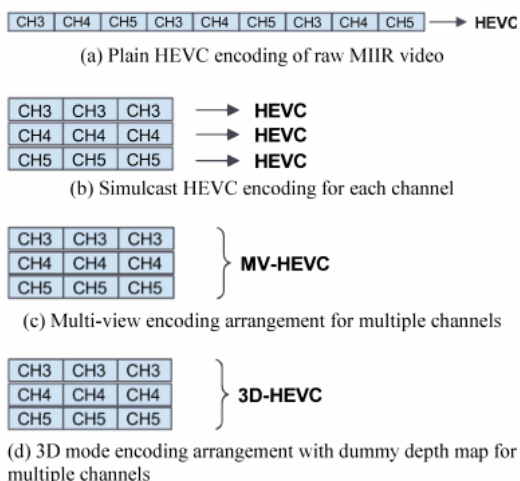 CH3 CH4 CH5 CH3 CH4 CH5 CH3 CH4 CH5 HEVC
(a) Plain HEVC encoding of raw MIIR video
CH3 CH3 CH3 HEVC
CH4 CH4 CH4 HEVC
CH5 CH5 CH5 HEVC
(b) Simulcast HEVC encoding for each channel
CH3 CH3 CH3
CH4 CH4 CH4 MV-HEVC
CH5 CH5 CH5
(c) Multi-view encoding arrangement for multiple channels
CH3 CH3 CH3
CH4 CH4 CH4 3D-HEVC
CH5 CH5 CH5
(d) 3D mode encoding arrangement with dummy depth map for
multiple channels